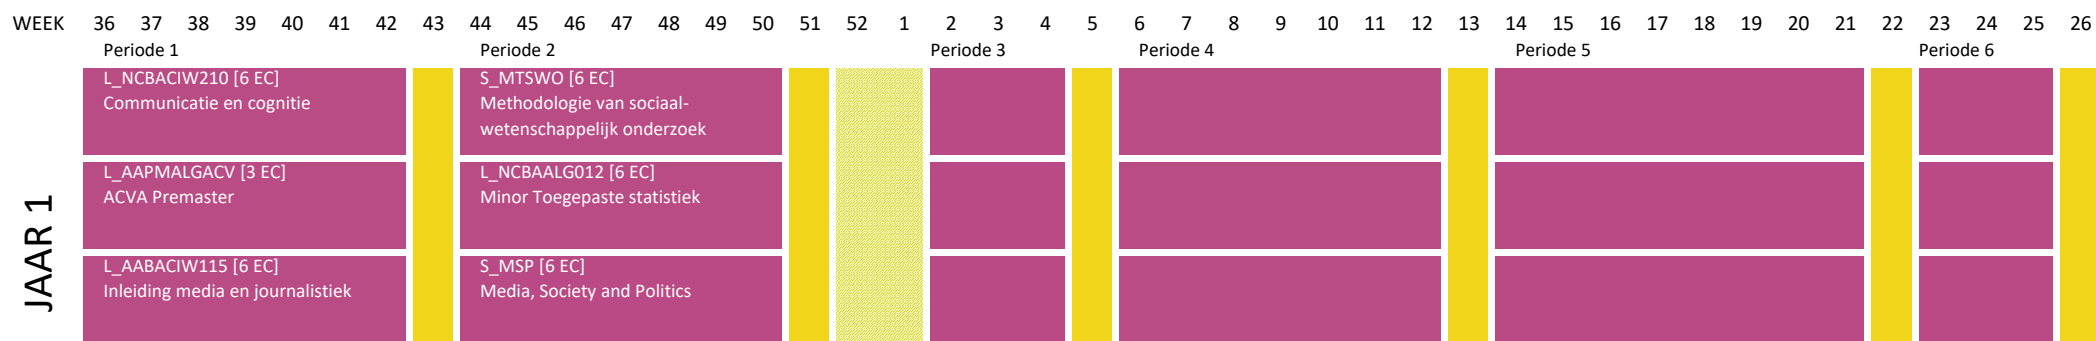 WEEK 36 37 38 39 40 41 42 43 44 45 46 47 48 49 50 51 52 1 2 3 4 5 6 7 8 9 10 11 12 13 14 15 16 17 18 19 20 21 22 23 24 25 26
Periode 1 Periode 2 Periode 3 Periode 4 Periode 5 Periode 6
JAAR 1
L_NCBACIW210 [6 EC]
Communicatie en cognitie
S_MTSWO [6 EC]
Methodologie van sociaal-
wetenschappelijk onderzoek
L_AAPMALGACV [3 EC]
ACVA Premaster
L_NCBAALG012 [6 EC]
Minor Toegepaste statistiek
L_AABACIW115 [6 EC]
Inleiding media en journalistiek
S_MSP [6 EC]
Media, Society and Politics